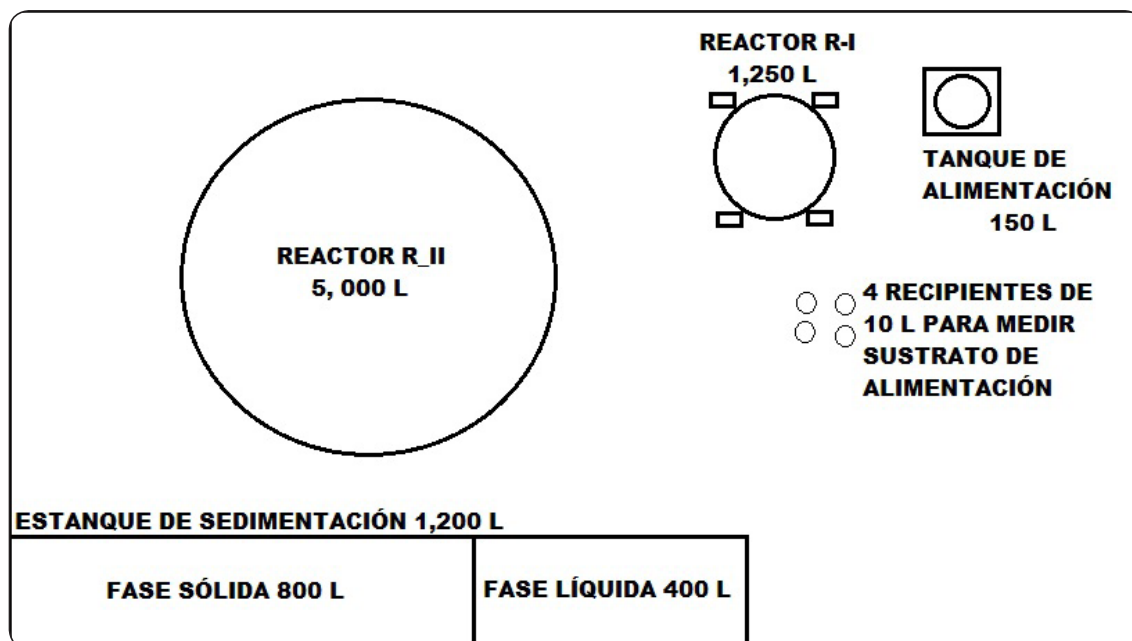 REACTOR R-I
1,250 L
TANQUE DE
ALIMENTACIÓN
150 L
REACTOR R_II
5, 000 L
4 RECIPIENTES DE
10 L PARA MEDIR
SUSTRATO DE
ALIMENTACIÓN
ESTANQUE DE SEDIMENTACIÓN 1,200 L
FASE SÓLIDA 800 L
FASE LÍQUIDA 400 L